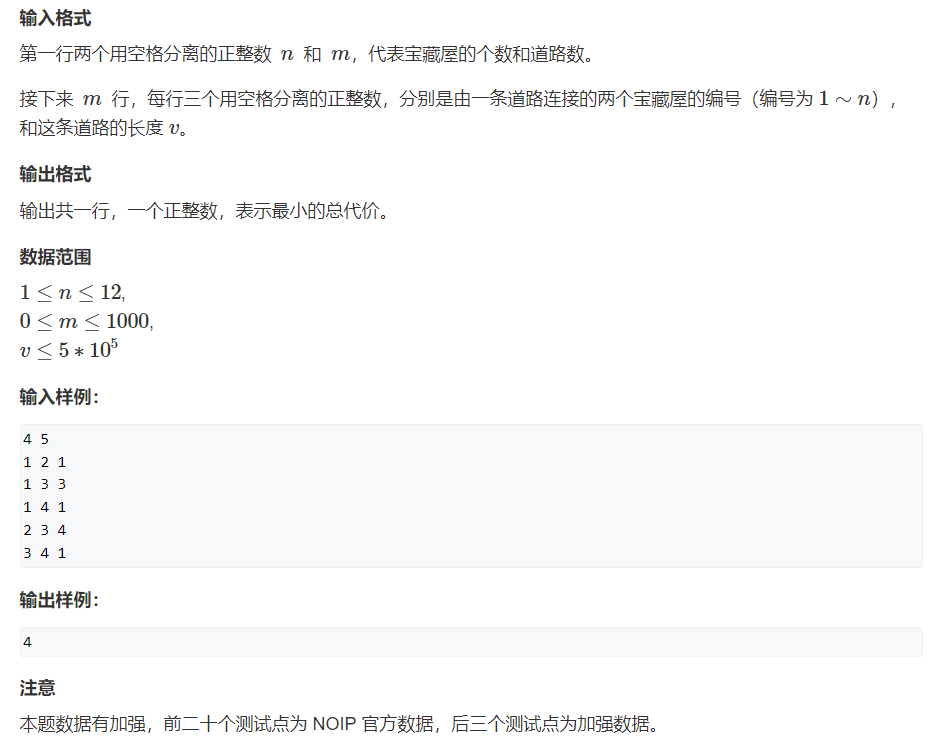 输入格式
第一行两个用空格分离的正整数 n 和 m，代表宝藏屋的个数和道路数。
接下来 m 行，每行三个用空格分离的正整数，分别是由一条道路连接的两个宝藏屋的编号（编号为 1 ∼ n），
和这条道路的长度 v。
输出格式
输出共一行，一个正整数，表示最小的总代价。
数据范围
1 ≤ n ≤ 12,
0 ≤ m ≤ 1000,
v ≤ 5 ∗ 10⁵
输入样例：
4 5
1 2 1
1 3 3
1 4 1
2 3 4
3 4 1
输出样例：
4
注意
本题数据有加强，前二十个测试点为 NOIP 官方数据，后三个测试点为加强数据。